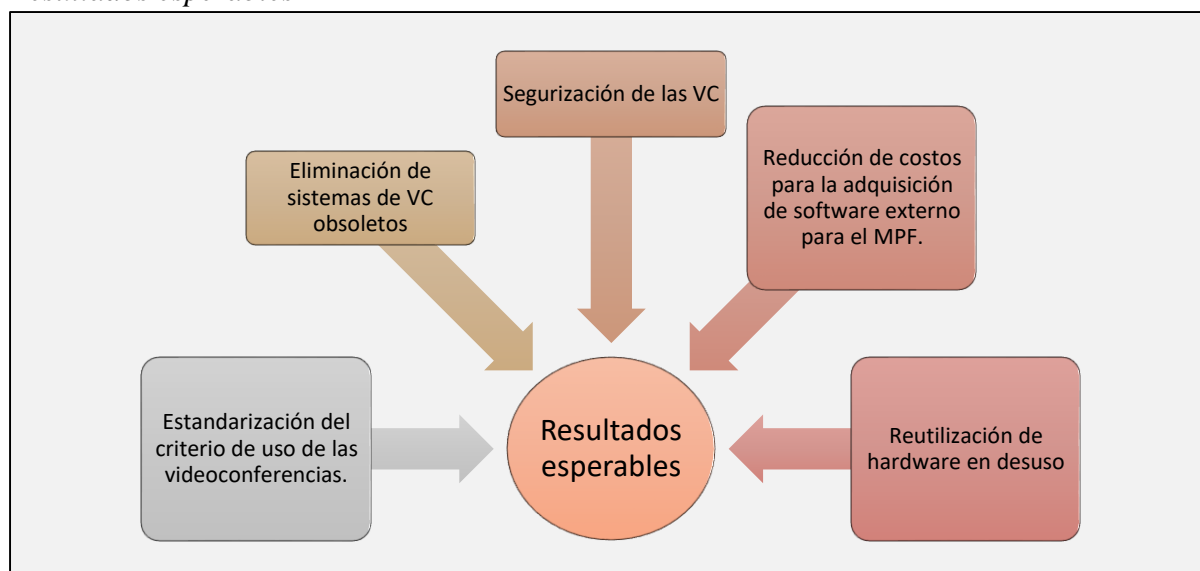 Segurización de las VC
Eliminación de
sistemas de VC
obsoletos
Reducción de costos
para la adquisición
de software externo
para el MPF.
Estandarización del
criterio de uso de las
videoconferencias.
Resultados
esperables
Reutilización de
hardware en desuso